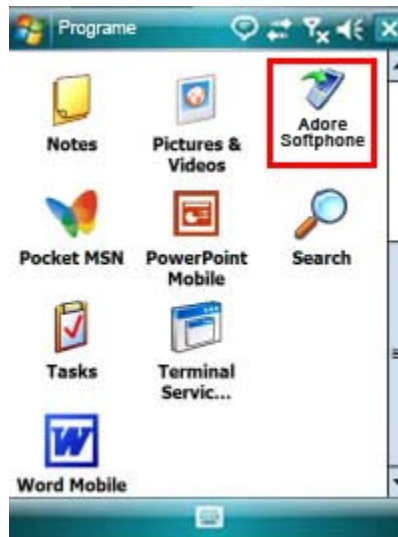 Programe
Notes
Pictures &
Videos
Adore
Softphone
Pocket MSN
PowerPoint
Mobile
Search
Tasks
Terminal
Servic...
Word Mobile